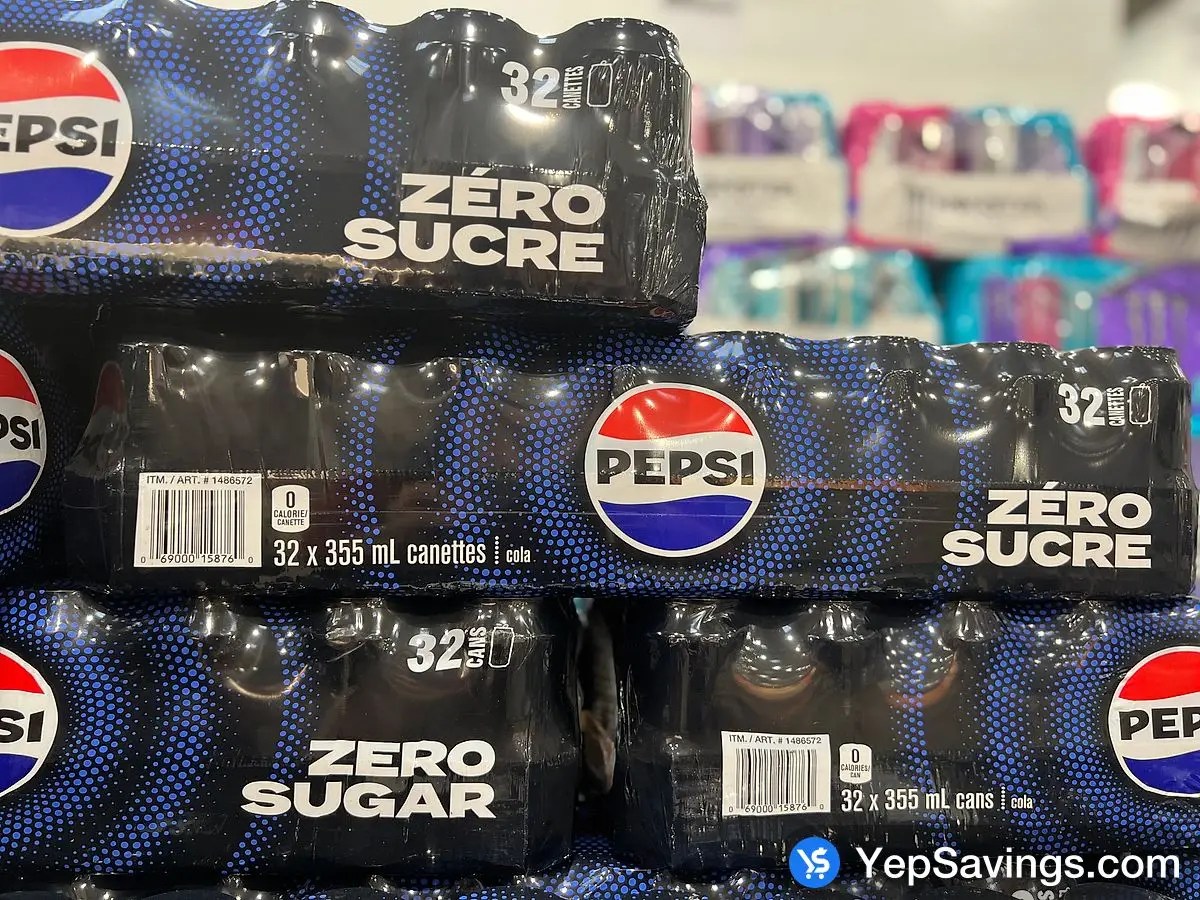 PEPSI
32 CANETTES
ZÉRO
SUCRE
PEPSI
32 CANETTES
ITM. / ART. # 1486572
0 69000 15876 0
0
CALORIE/
CANETTE
32 x 355 mL canettes cola
ZÉRO
SUCRE
32 CANS
ZERO
SUGAR
ITM. / ART. # 1486572
0 69000 15876 0
0
CALORIES/
CAN
32 x 355 mL cans cola
YepSavings.com